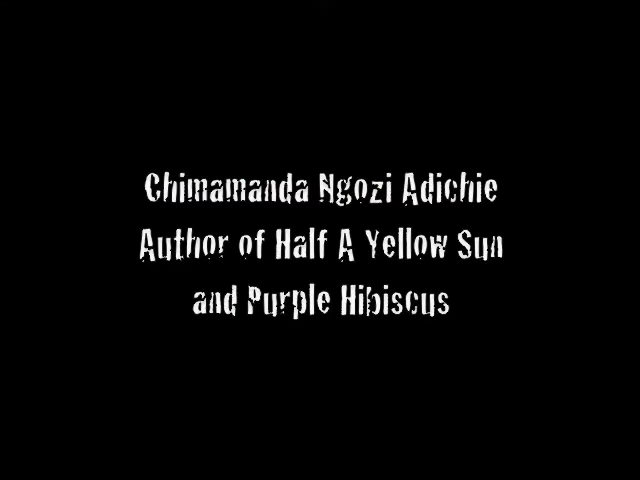 Chimamanda Ngozi Adichie
Author of Half A Yellow Sun
and Purple Hibiscus